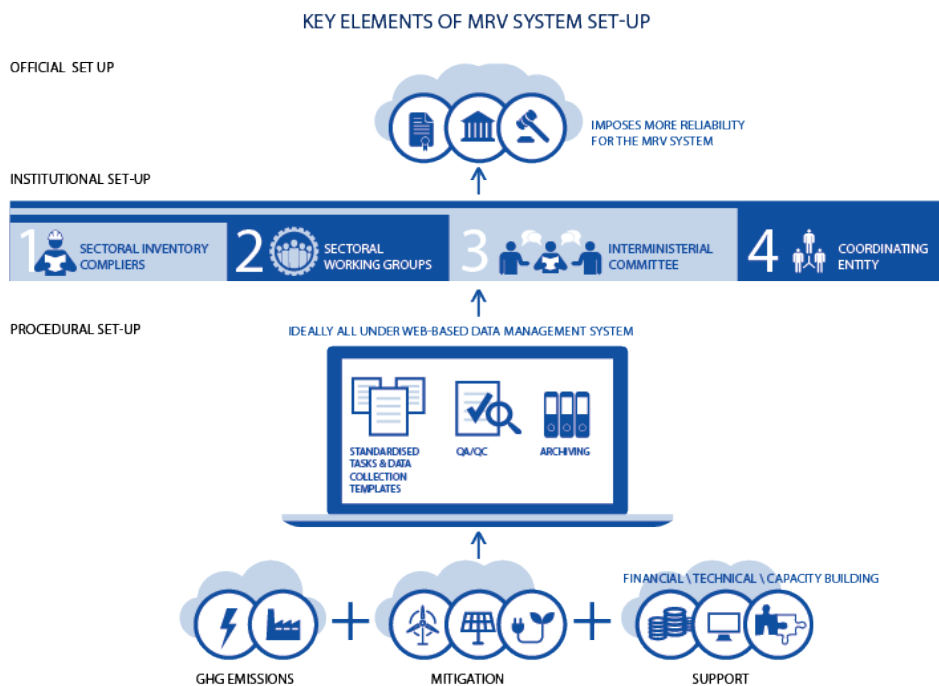 KEY ELEMENTS OF MRV SYSTEM SET-UP
OFFICIAL SET UP
IMPOSES MORE RELIABILITY
FOR THE MRV SYSTEM
INSTITUTIONAL SET-UP
1
SECTORAL INVENTORY
COMPLIERS
2
SECTORAL
WORKING GROUPS
3
INTERMINISTERIAL
COMMITTEE
4
COORDINATING
ENTITY
PROCEDURAL SET-UP
IDEALLY ALL UNDER WEB-BASED DATA MANAGEMENT SYSTEM
STANDARDISED
TASKS & DATA
COLLECTION
TEMPLATES
QA/QC
ARCHIVING
FINANCIAL \ TECHNICAL \ CAPACITY BUILDING
GHG EMISSIONS
+
MITIGATION
+
SUPPORT